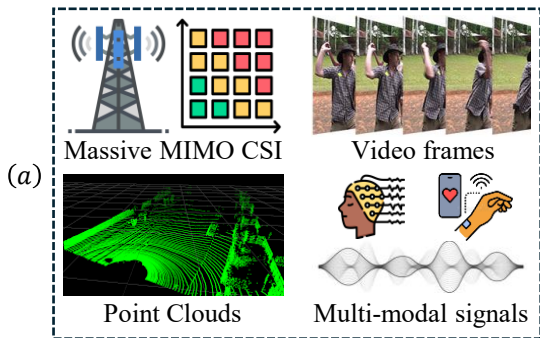 (a)
Massive MIMO CSI
Video frames
Point Clouds
Multi-modal signals